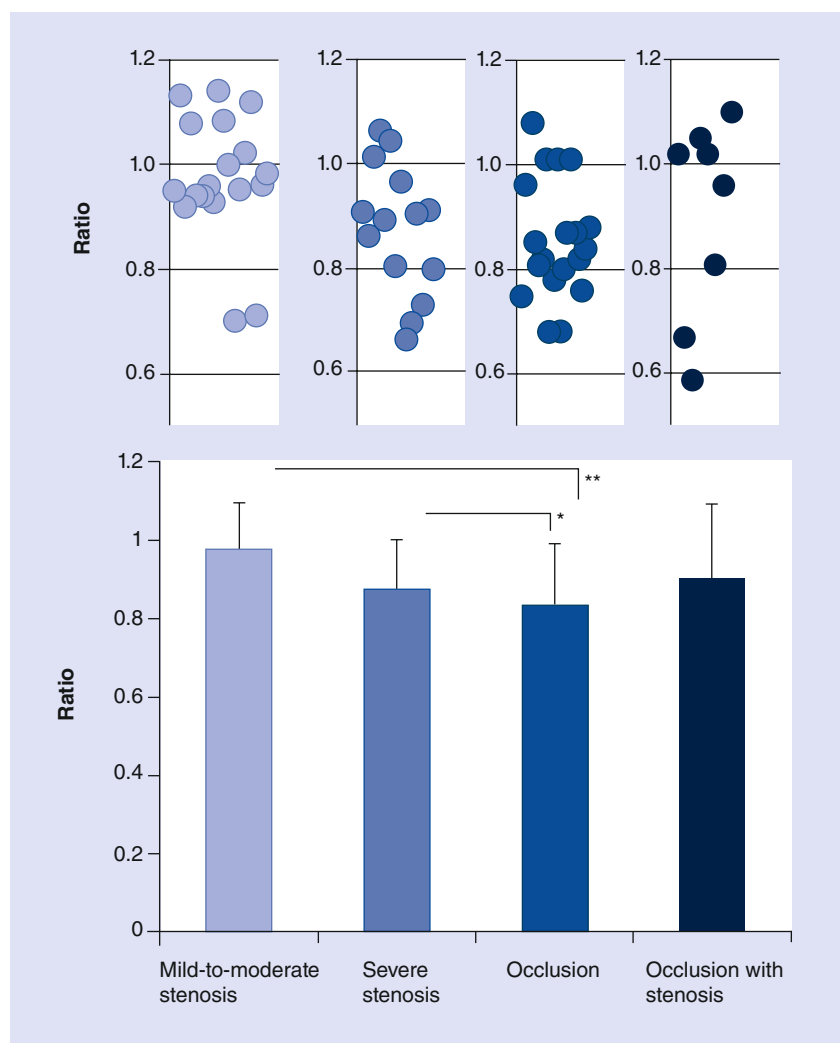 1.2 1.2 1.2 1.2
1.0 1.0 1.0 1.0
Ratio
0.8 0.8 0.8 0.8
0.6 0.6 0.6 0.6
1.2
**
*
1
0.8
Ratio
0.6
0.4
0.2
0
Mild-to-moderate Severe Occlusion Occlusion with
stenosis stenosis stenosis